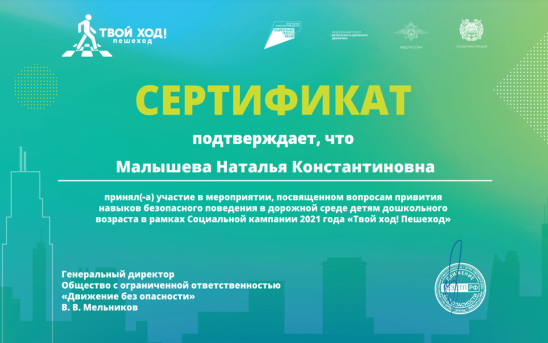 ТВОЙ ХОД!
пешеход
МВД РОССИИ
СЕРТИФИКАТ
подтверждает, что
Малышева Наталья Константиновна
принял(-а) участие в мероприятии, посвященном вопросам привития
навыков безопасного поведения в дорожной среде детям дошкольного
возраста в рамках Социальной кампании 2021 года «Твой ход! Пешеход»
Генеральный директор
Общество с ограниченной ответственностью
«Движение без опасности»
В. В. Мельников